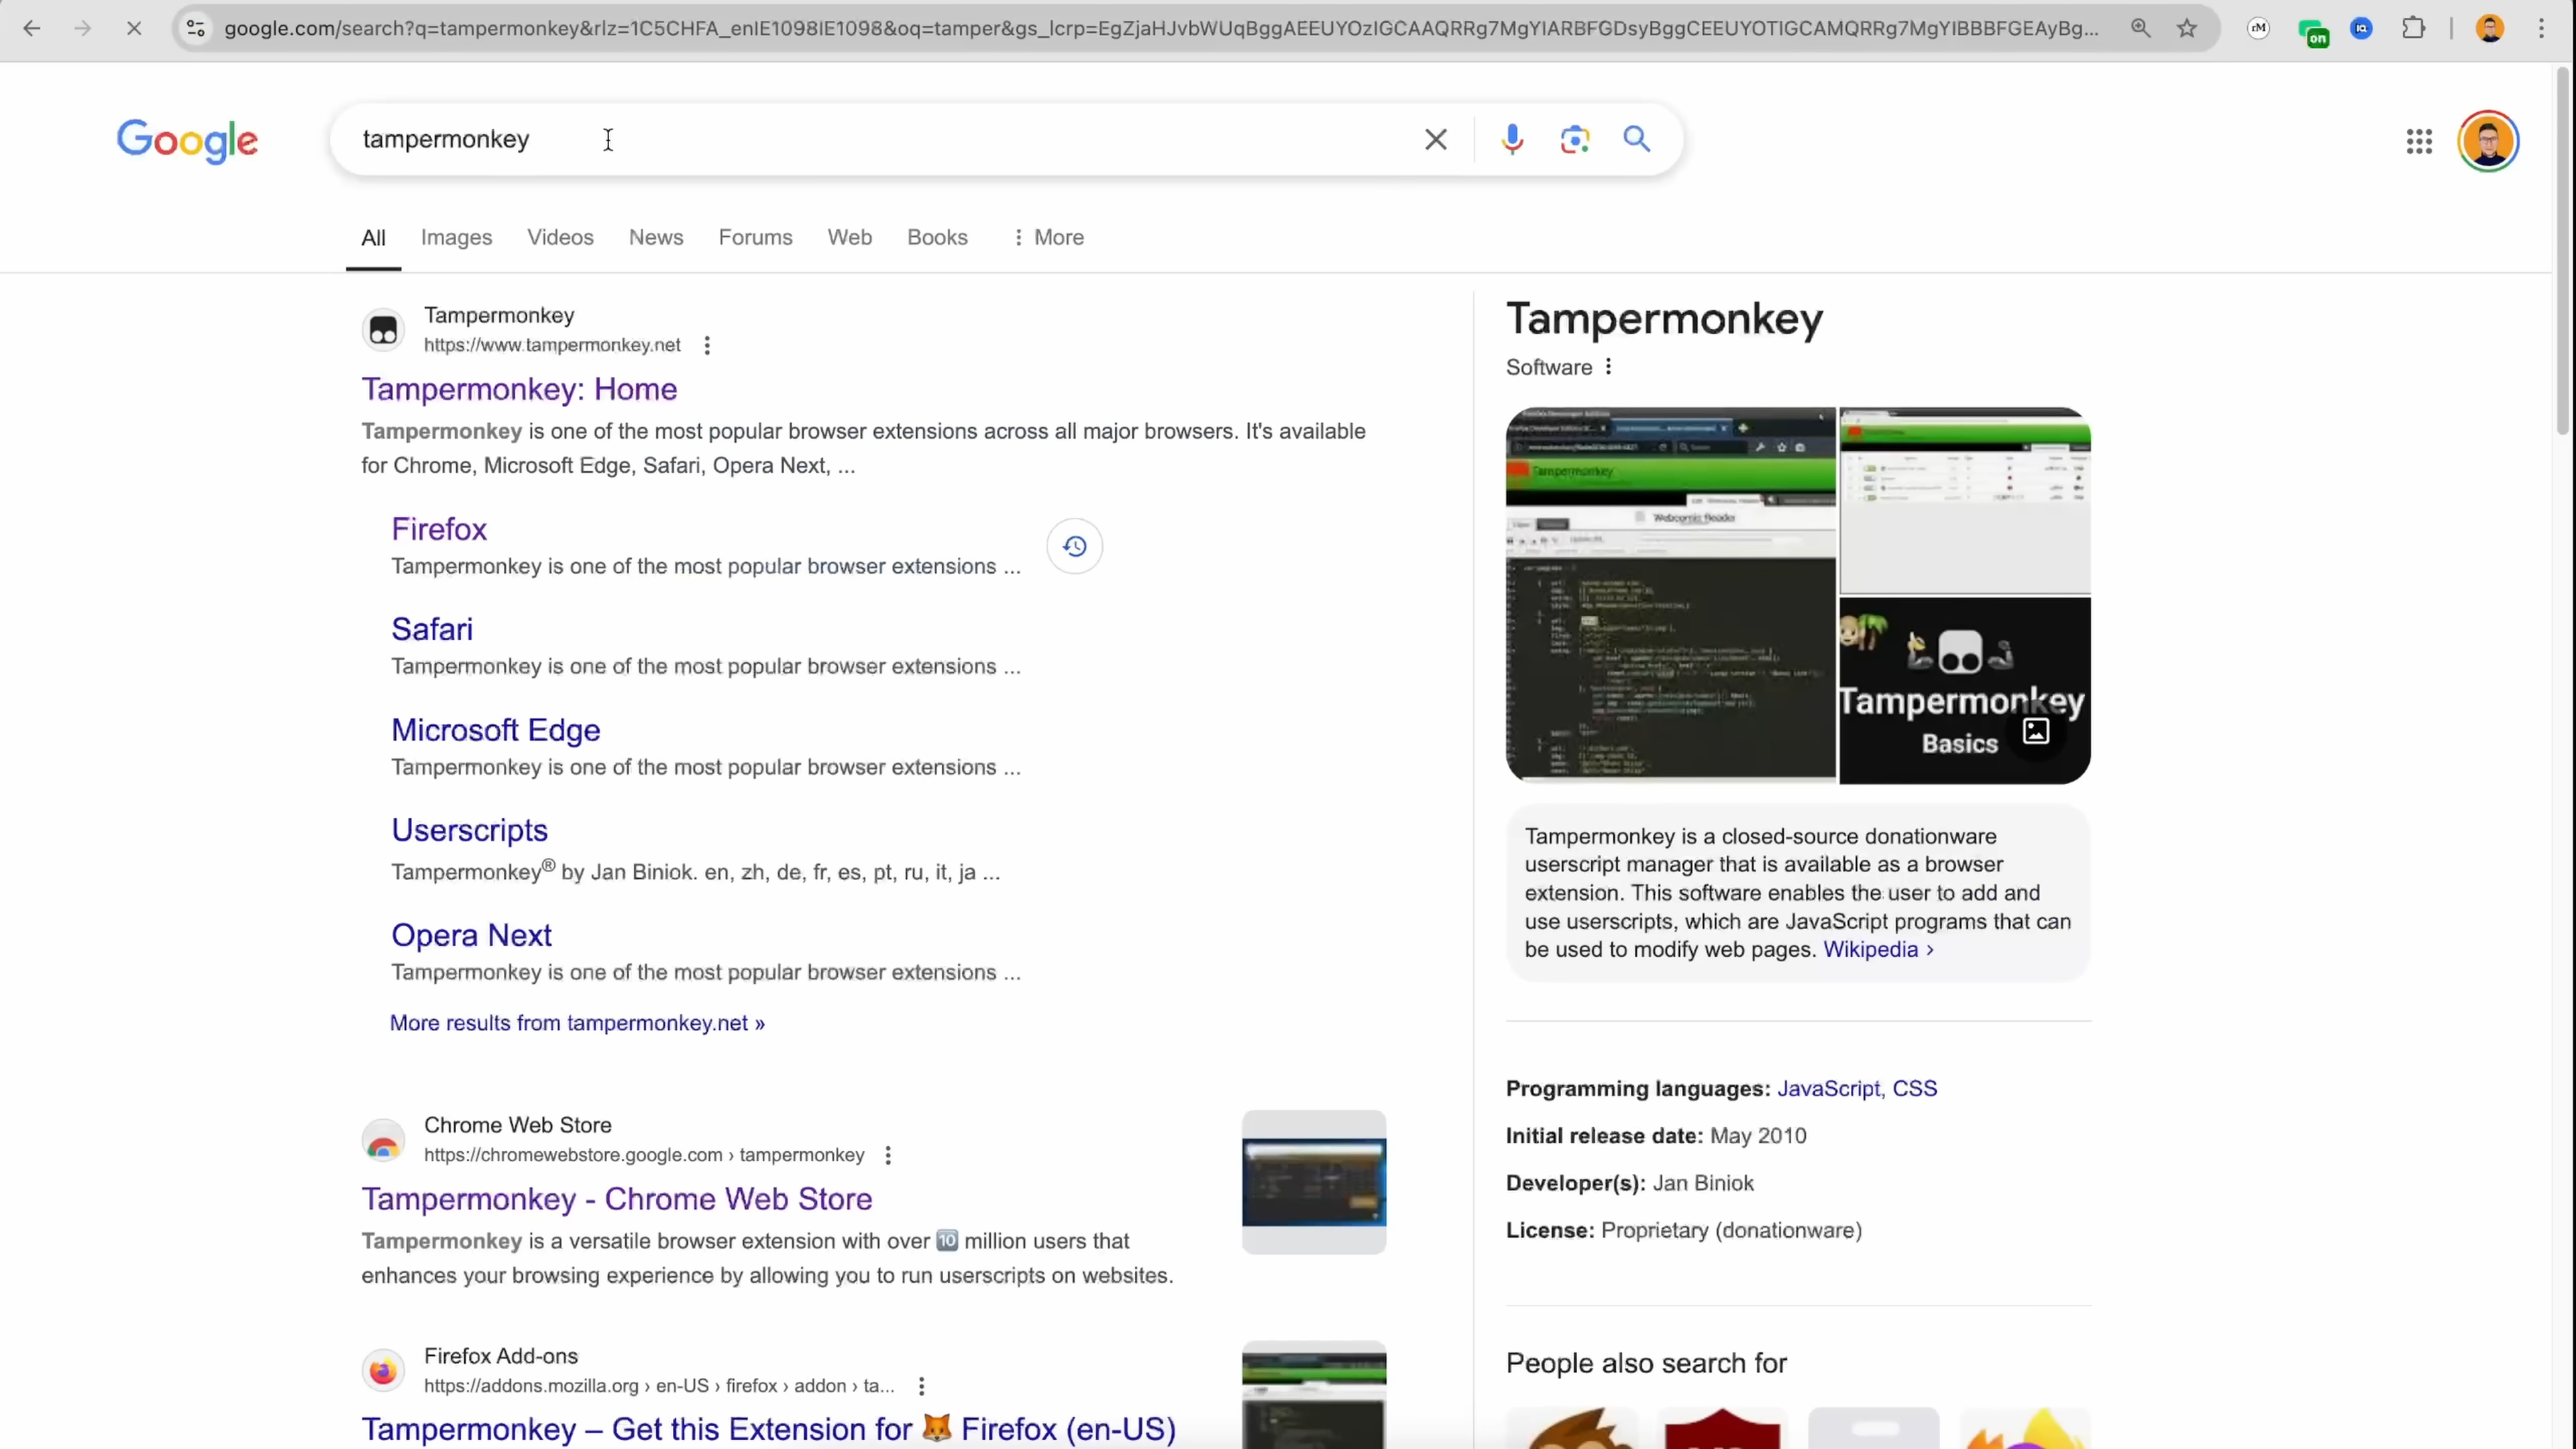 google.com/search?q=tampermonkey&rlz=1C5CHFA_enIE1098IE1098&oq=tamper&gs_lcrp=EgZjaHJvbWUqBggAEEUYOzIGCAAQRRg7MgYIARBFGDsyBggCEEUYOTIGCAMQRRg7MgYIBBBFGEAyBg...
rM
on
Google
tampermonkey
All Images Videos News Forums Web Books More
Tampermonkey
https://www.tampermonkey.net
Tampermonkey: Home
Tampermonkey is one of the most popular browser extensions across all major browsers. It's available
for Chrome, Microsoft Edge, Safari, Opera Next, ...
Firefox
Tampermonkey is one of the most popular browser extensions ...
Safari
Tampermonkey is one of the most popular browser extensions ...
Microsoft Edge
Tampermonkey is one of the most popular browser extensions ...
Userscripts
Tampermonkey® by Jan Biniok. en, zh, de, fr, es, pt, ru, it, ja ...
Opera Next
Tampermonkey is one of the most popular browser extensions ...
More results from tampermonkey.net »
Chrome Web Store
https://chromewebstore.google.com › tampermonkey
Tampermonkey - Chrome Web Store
Tampermonkey is a versatile browser extension with over 🔟 million users that
enhances your browsing experience by allowing you to run userscripts on websites.
Firefox Add-ons
https://addons.mozilla.org › en-US › firefox › addon › ta...
Tampermonkey – Get this Extension for 🦊 Firefox (en-US)
Tampermonkey
Software
Tampermonkey
Webcomic Reader
Tampermonkey
Basics
Tampermonkey is a closed-source donationware
userscript manager that is available as a browser
extension. This software enables the user to add and
use userscripts, which are JavaScript programs that can
be used to modify web pages. Wikipedia ›
Programming languages: JavaScript, CSS
Initial release date: May 2010
Developer(s): Jan Biniok
License: Proprietary (donationware)
People also search for